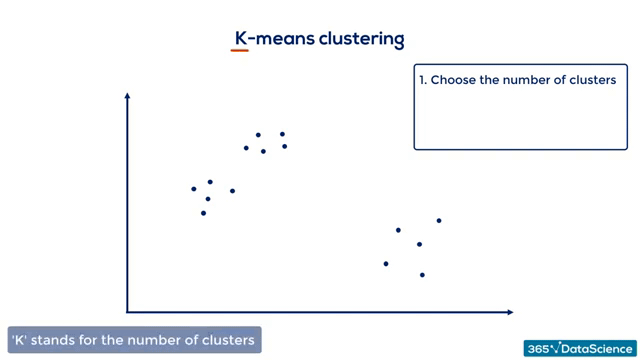 K-means clustering
1. Choose the number of clusters
'K' stands for the number of clusters
365 DataScience